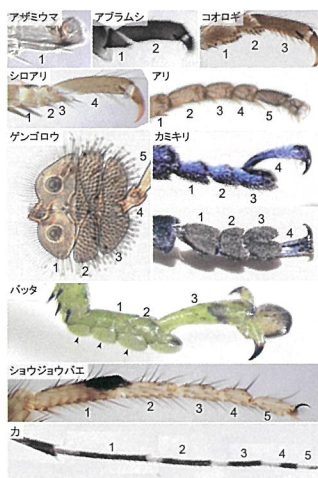 アザミウマ アブラムシ コオロギ
1 1 2 1 2 3
シロアリ アリ
1 2 3 4 1 2 3 4 5
ゲンゴロウ カミキリ
1 2 3 4 5 1 2 3 4
1 2 3 4
バッタ
1 2 3
ショウジョウバエ
1 2 3 4 5
カ
1 2 3 4 5